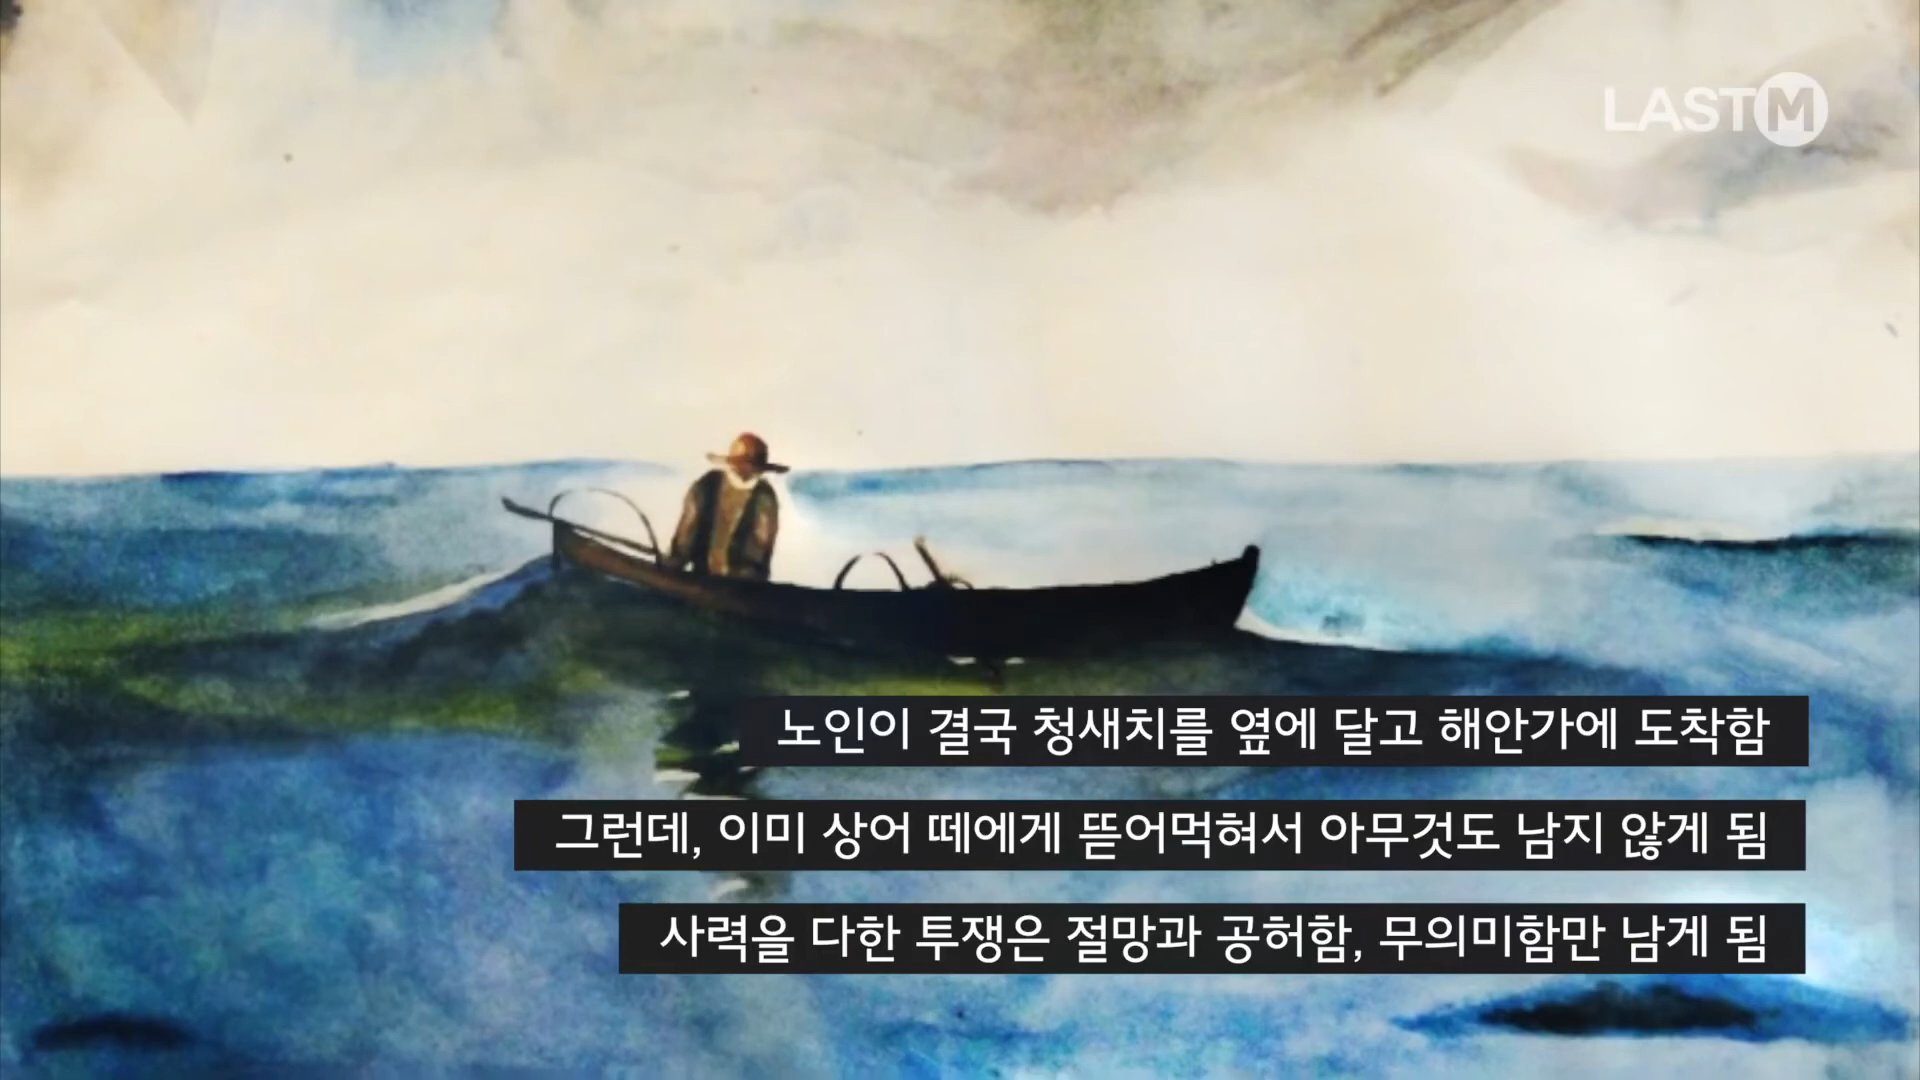 LAST M
노인이 결국 청새치를 옆에 달고 해안가에 도착함
그런데, 이미 상어 떼에게 뜯어먹혀서 아무것도 남지 않게 됨
사력을 다한 투쟁은 절망과 공허함, 무의미함만 남게 됨